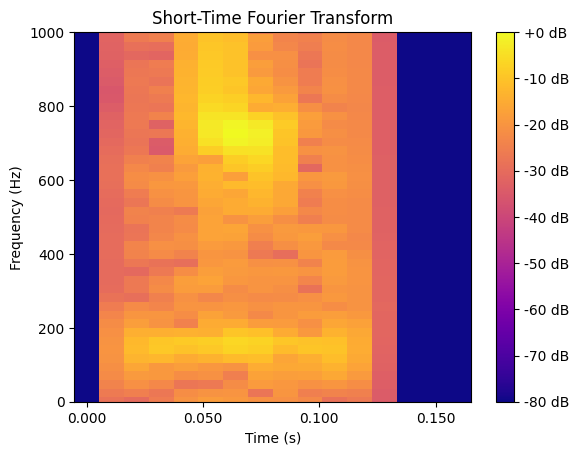 Short-Time Fourier Transform
Frequency (Hz)
1000
800
600
400
200
0
0.000
0.050
0.100
0.150
Time (s)
+0 dB
-10 dB
-20 dB
-30 dB
-40 dB
-50 dB
-60 dB
-70 dB
-80 dB